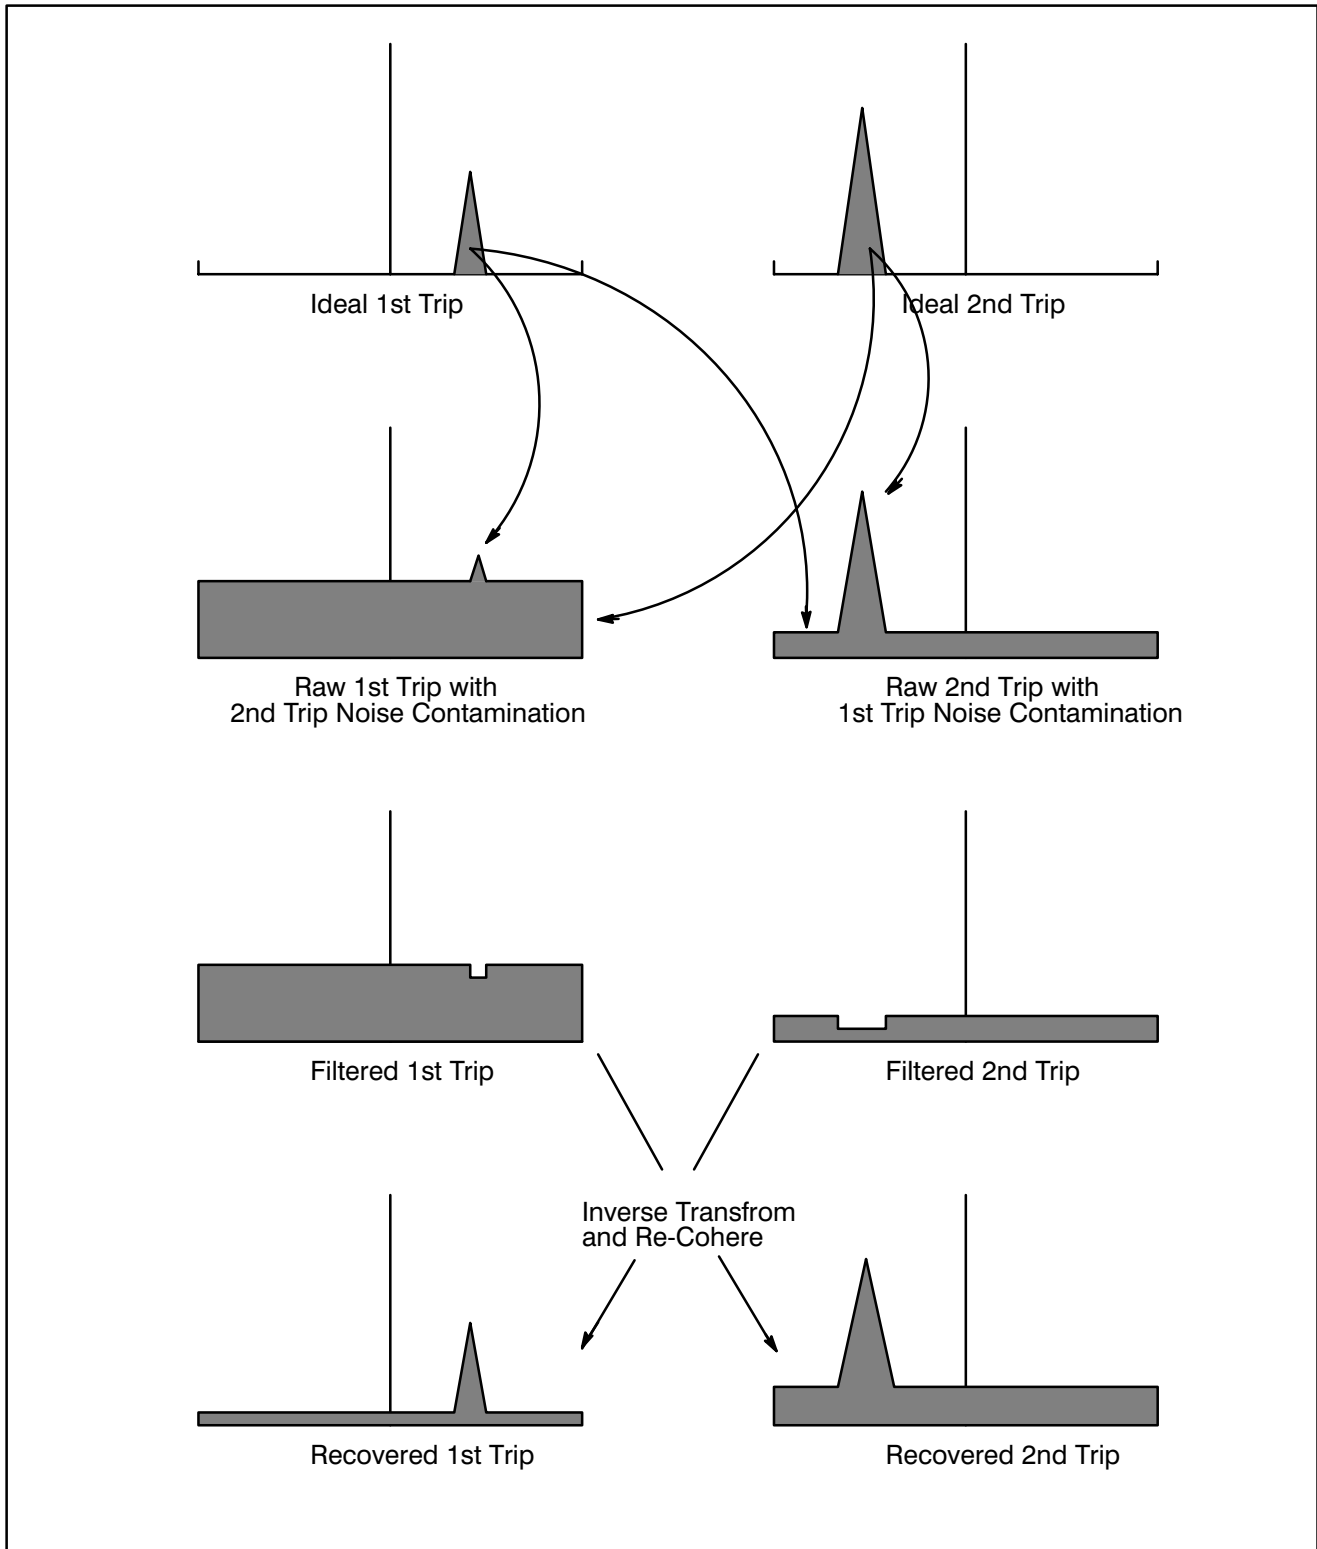 Ideal 1st Trip
Ideal 2nd Trip
Raw 1st Trip with
2nd Trip Noise Contamination
Raw 2nd Trip with
1st Trip Noise Contamination
Filtered 1st Trip
Filtered 2nd Trip
Inverse Transfrom
and Re-Cohere
Recovered 1st Trip
Recovered 2nd Trip